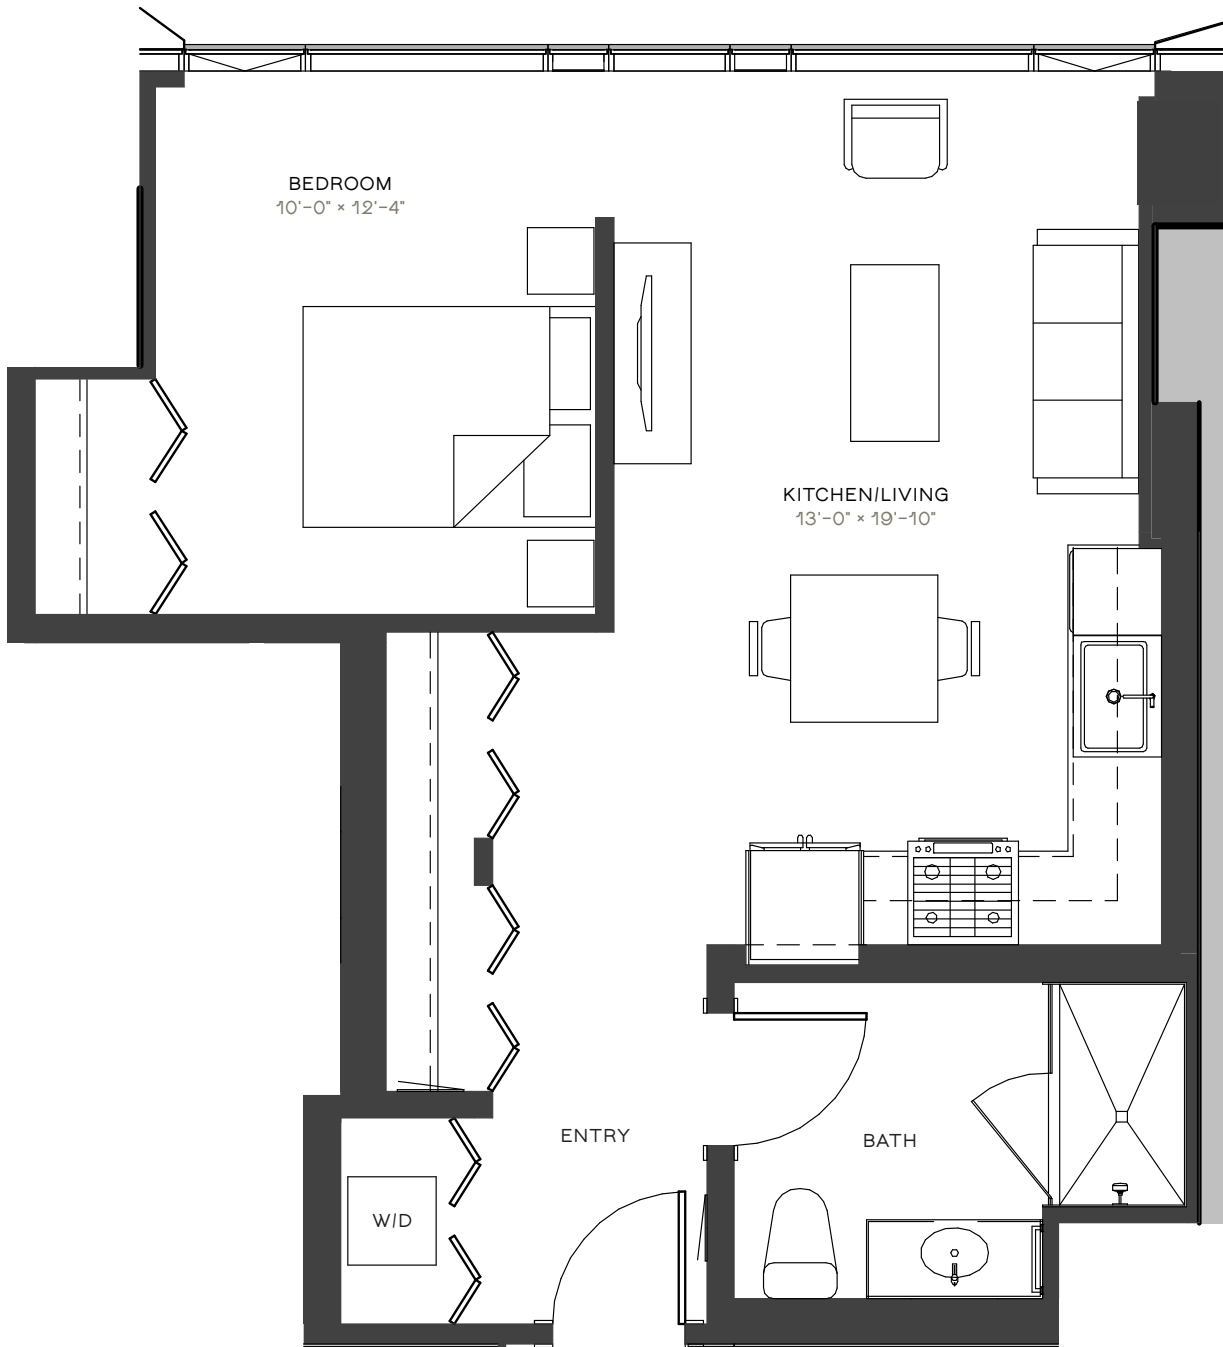 BEDROOM
10'-0" × 12'-4"
KITCHEN/LIVING
13'-0" × 19'-10"
ENTRY
BATH
W/D